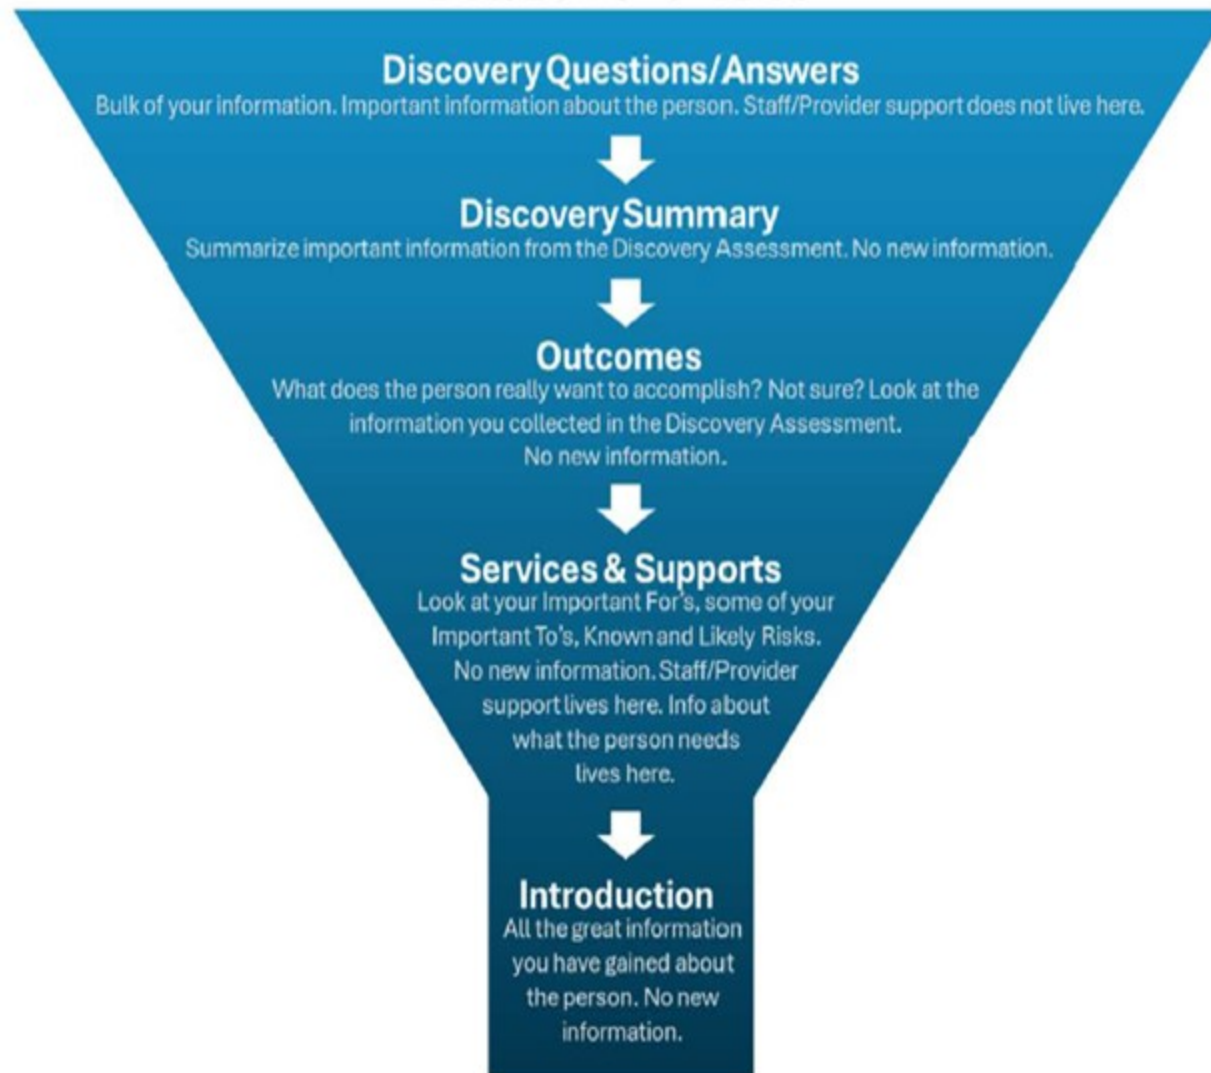 Discovery Questions/Answers
Bulk of your information. Important information about the person. Staff/Provider support does not live here.
Discovery Summary
Summarize important information from the Discovery Assessment. No new information.
Outcomes
What does the person really want to accomplish? Not sure? Look at the
information you collected in the Discovery Assessment.
No new information.
Services & Supports
Look at your Important For's, some of your
Important To's, Known and Likely Risks.
No new information. Staff/Provider
support lives here. Info about
what the person needs
lives here.
Introduction
All the great information
you have gained about
the person. No new
information.